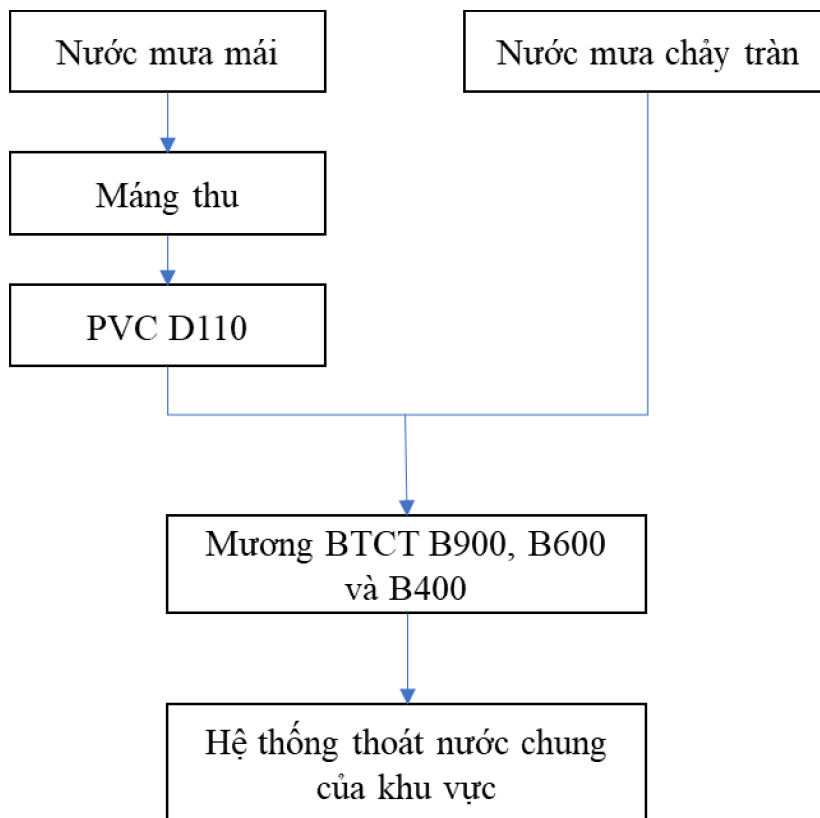 Nước mưa mái
Nước mưa chảy tràn
Máng thu
PVC D110
Mương BTCT B900, B600
và B400
Hệ thống thoát nước chung
của khu vực